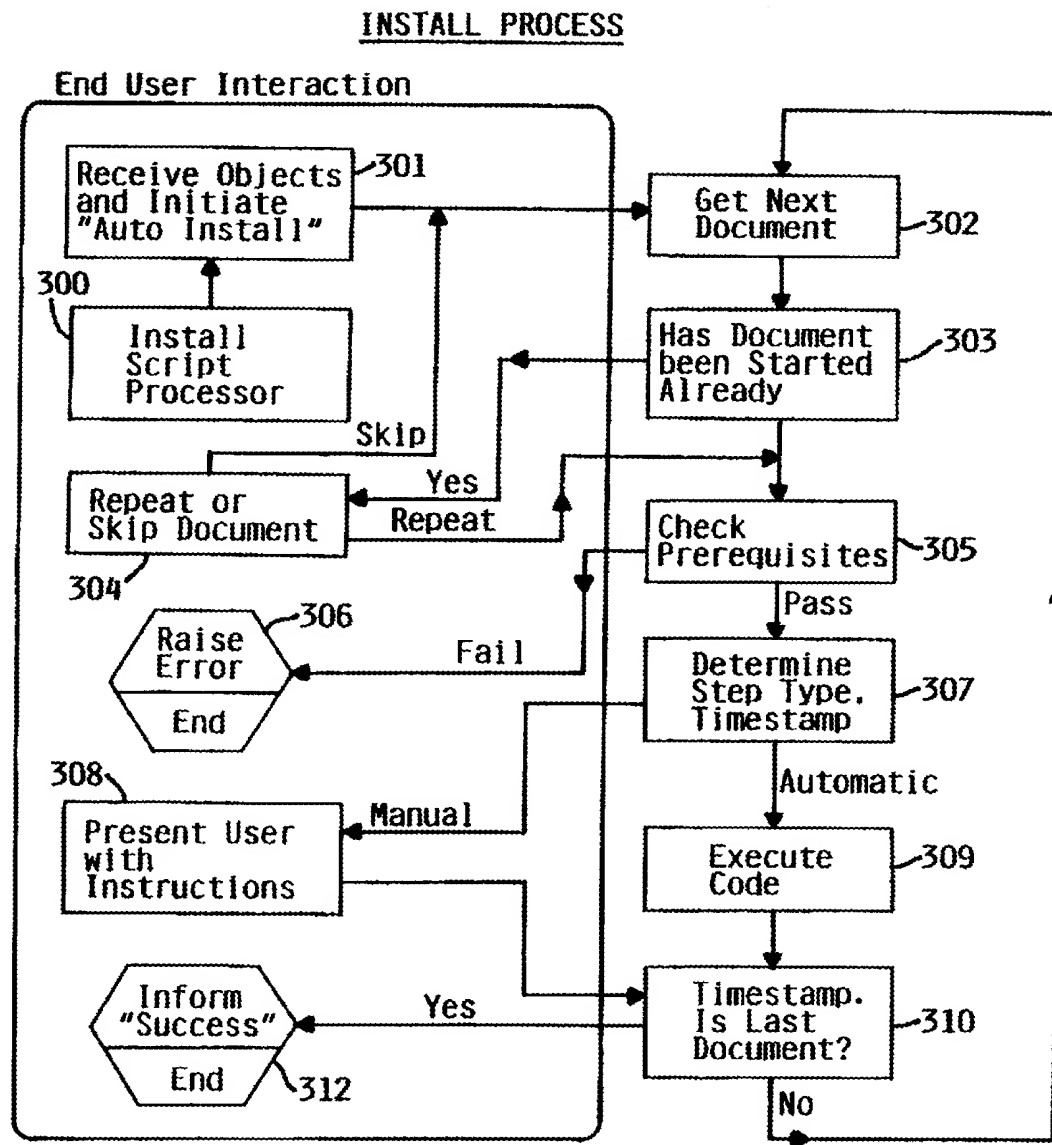 INSTALL PROCESS
End User Interaction
Receive Objects
and Initiate
"Auto Install"
301
Get Next
Document
302
300
Install
Script
Processor
Has Document
been Started
Already
303
Skip
Yes
Repeat or
Skip Document
Repeat
304
Check
Prerequisites
305
Pass
306
Raise
Error
End
Fail
Determine
Step Type.
Timestamp
307
308
Manual
Automatic
Present User
with
Instructions
Execute
Code
309
Inform
"Success"
End
312
Yes
Timestamp.
Is Last
Document?
310
No